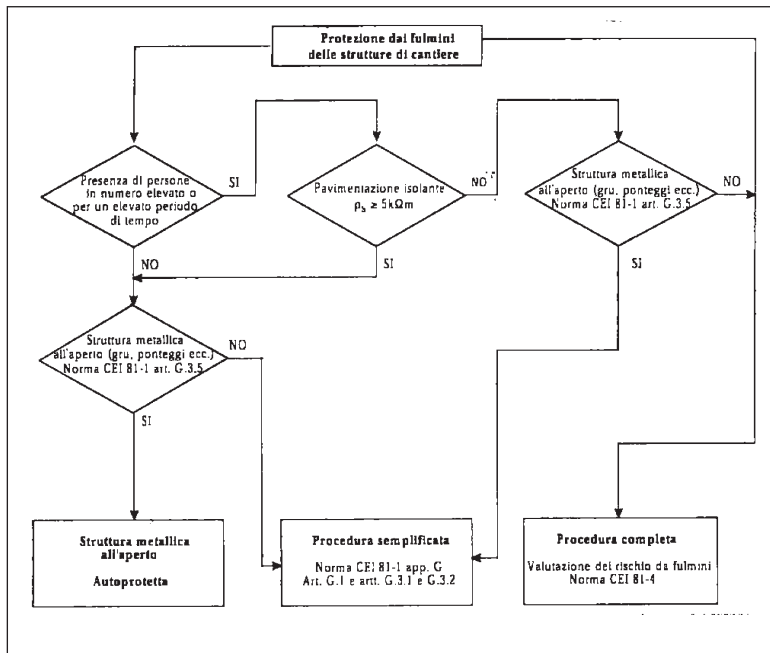 Protezione dai fulmini
delle strutture di cantiere
Presenza di persone
in numero elevato o
per un elevato periodo
di tempo
SI
NO
Pavimentazione isolante
ρs ≥ 5kΩm
NO
SI
Struttura metallica
all'aperto (gru, ponteggi ecc.)
Norma CEI 81-1 art. G.3.5
NO
SI
Struttura metallica
all'aperto (gru, ponteggi ecc.)
Norma CEI 81-1 art. G.3.5
NO
SI
Struttura metallica
all'aperto
Autoprotetta
Procedura semplificata
Norma CEI 81-1 app. G
Art. G.1 e artt. G.3.1 e G.3.2
Procedura completa
Valutazione del rischio da fulmini
Norma CEI 81-4